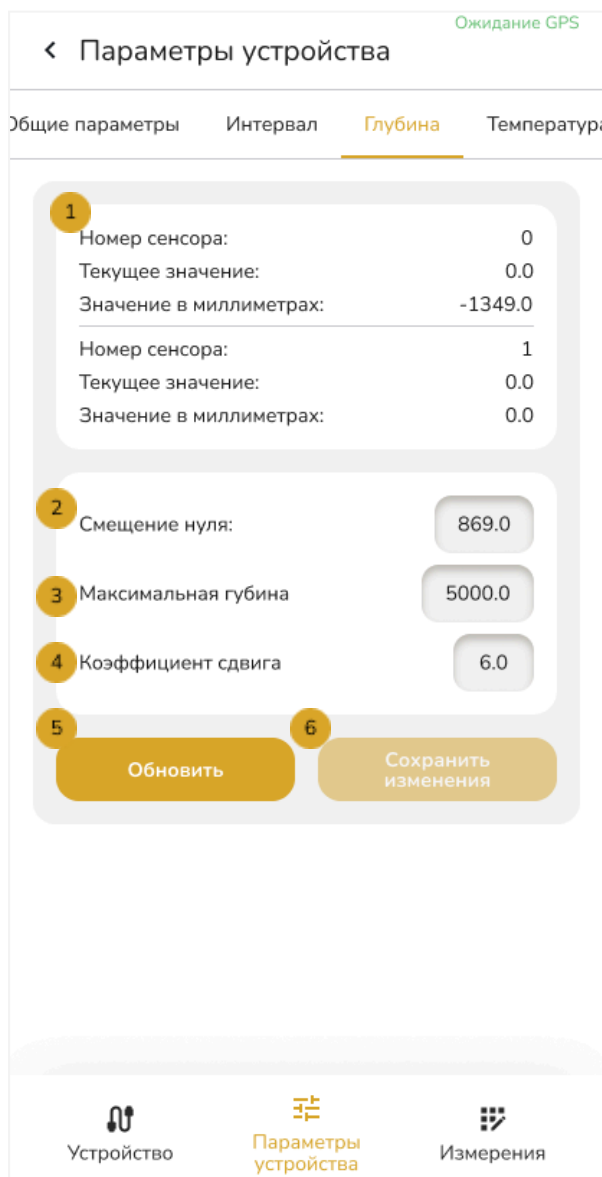 Ожидание GPS
Параметры устройства
Общие параметры Интервал Глубина Температура
1
Номер сенсора: 0
Текущее значение: 0.0
Значение в миллиметрах: -1349.0
Номер сенсора: 1
Текущее значение: 0.0
Значение в миллиметрах: 0.0
2
Смещение нуля: 869.0
3 Максимальная губина 5000.0
4 Коэффициент сдвига 6.0
5 6
Обновить Сохранить
изменения
Устройство Параметры
устройства Измерения